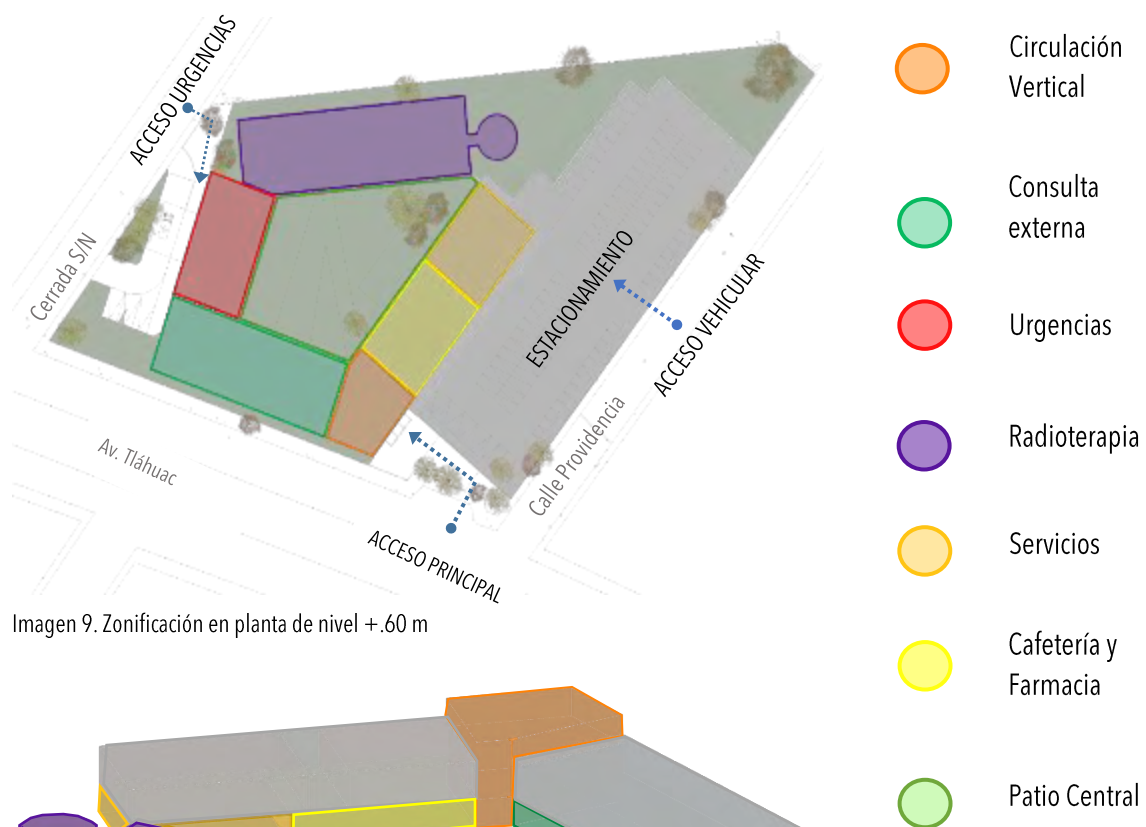 ACCESO URGENCIAS
Cerrada S/N
Av. Tláhuac
ESTACIONAMIENTO
ACCESO VEHICULAR
Calle Providencia
ACCESO PRINCIPAL
Imagen 9. Zonificación en planta de nivel +.60 m
Circulación
Vertical
Consulta
externa
Urgencias
Radioterapia
Servicios
Cafetería y
Farmacia
Patio Central